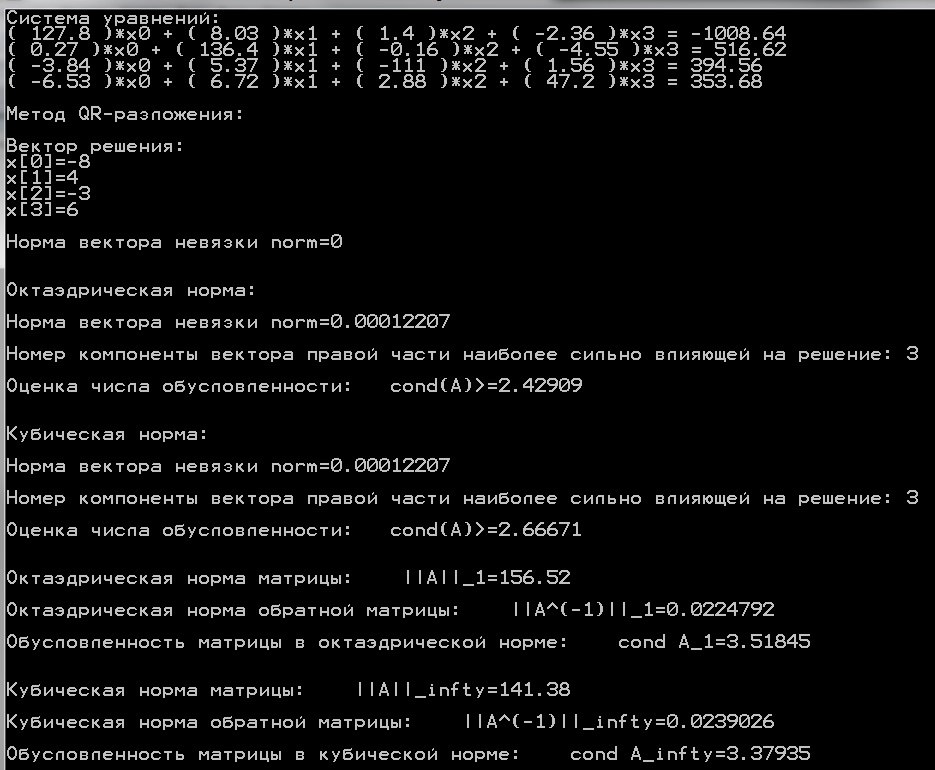 Система уравнений:
( 127.8 )*x0 + ( 8.03 )*x1 + ( 1.4 )*x2 + ( -2.36 )*x3 = -1008.64
( 0.27 )*x0 + ( 136.4 )*x1 + ( -0.16 )*x2 + ( -4.55 )*x3 = 516.62
( -3.84 )*x0 + ( 5.37 )*x1 + ( -111 )*x2 + ( 1.56 )*x3 = 394.56
( -6.53 )*x0 + ( 6.72 )*x1 + ( 2.88 )*x2 + ( 47.2 )*x3 = 353.68
Метод QR-разложения:
Вектор решения:
x[0]=-8
x[1]=4
x[2]=-3
x[3]=6
Норма вектора невязки norm=0
Октаэдрическая норма:
Норма вектора невязки norm=0.00012207
Номер компоненты вектора правой части наиболее сильно влияющей на решение: 3
Оценка числа обусловленности: cond(A)>=2.42909
Кубическая норма:
Норма вектора невязки norm=0.00012207
Номер компоненты вектора правой части наиболее сильно влияющей на решение: 3
Оценка числа обусловленности: cond(A)>=2.66671
Октаэдрическая норма матрицы: ||A||_1=156.52
Октаэдрическая норма обратной матрицы: ||A^(-1)||_1=0.0224792
Обусловленность матрицы в октаэдрической норме: cond A_1=3.51845
Кубическая норма матрицы: ||A||_infty=141.38
Кубическая норма обратной матрицы: ||A^(-1)||_infty=0.0239026
Обусловленность матрицы в кубической норме: cond A_infty=3.37935